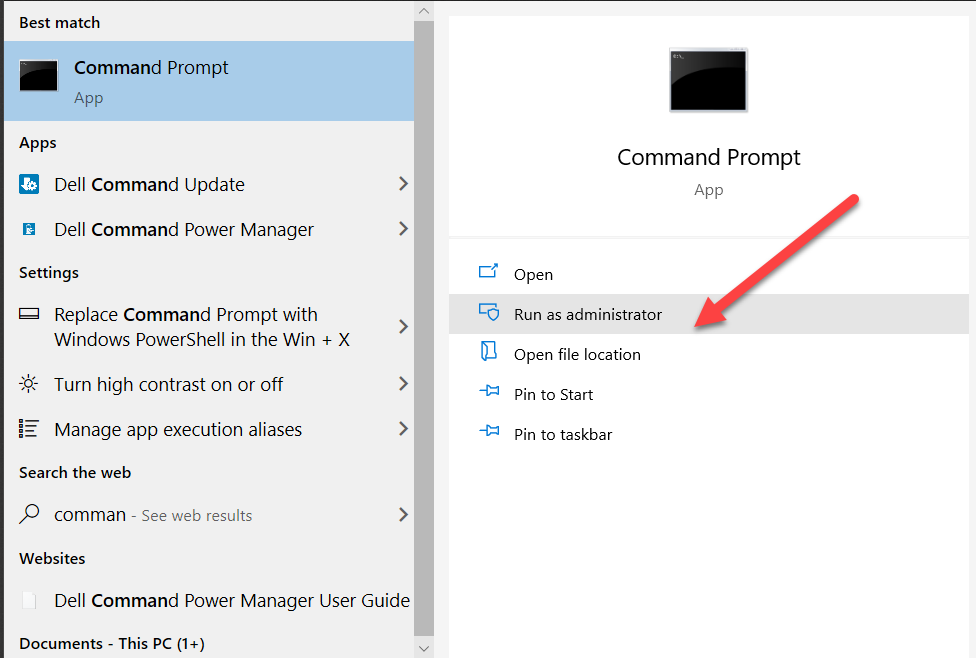 Best match
Command Prompt
App
Apps
Dell Command Update
Dell Command Power Manager
Settings
Replace Command Prompt with
Windows PowerShell in the Win + X
Turn high contrast on or off
Manage app execution aliases
Search the web
comman - See web results
Websites
Dell Command Power Manager User Guide
Documents - This PC (1+)
Command Prompt
App
Open
Run as administrator
Open file location
Pin to Start
Pin to taskbar